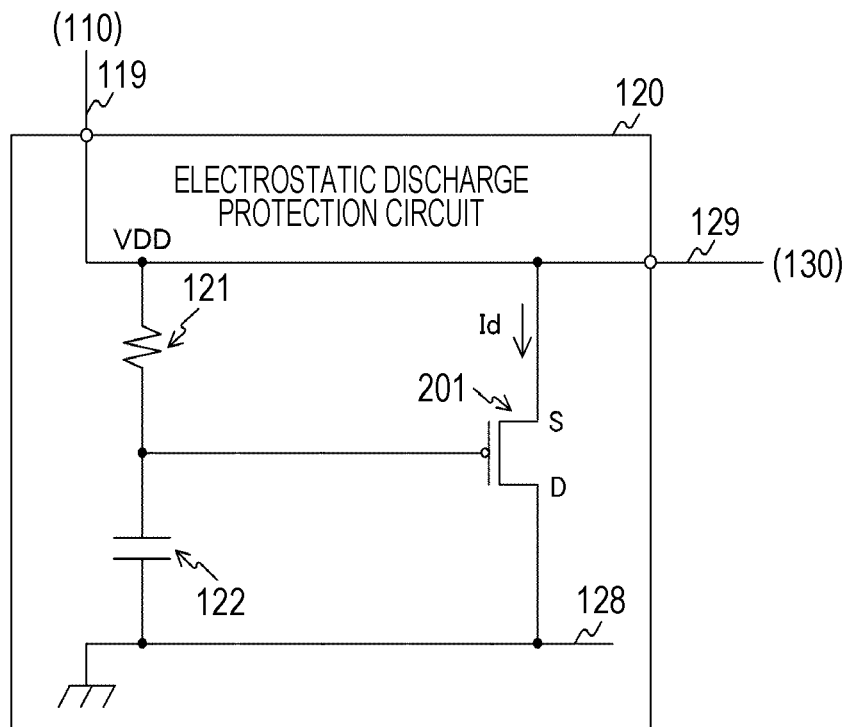 (110)
119
120
ELECTROSTATIC DISCHARGE
PROTECTION CIRCUIT
129
VDD
(130)
121
Id
201
S
D
122
128